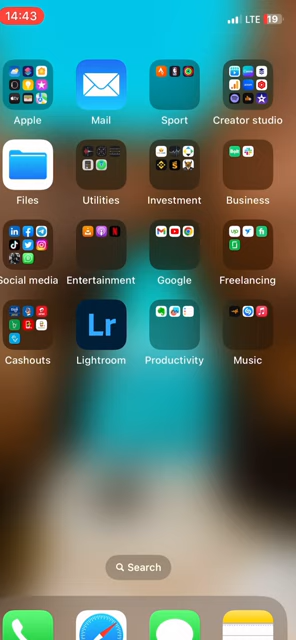 14:43 LTE 19
Apple Mail Sport Creator studio
Files Utilities Investment Business
Social media Entertainment Google Freelancing
Lr
Cashouts Lightroom Productivity Music
Search